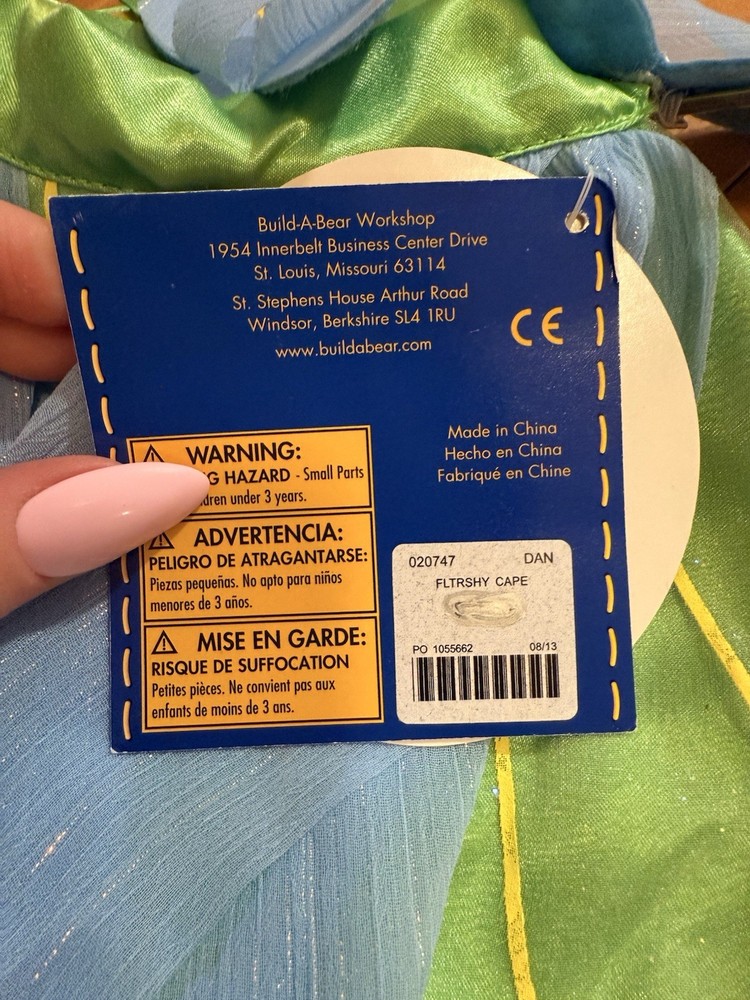 Build-A-Bear Workshop
1954 Innerbelt Business Center Drive
St. Louis, Missouri 63114
St. Stephens House Arthur Road
Windsor, Berkshire SL4 1RU
www.buildabear.com
CE
Made in China
Hecho en China
Fabriqué en Chine
WARNING:
HAZARD - Small Parts
under 3 years.
ADVERTENCIA:
PELIGRO DE ATRAGANTARSE:
Piezas pequeñas. No apto para niños
menores de 3 años.
MISE EN GARDE:
RISQUE DE SUFFOCATION
Petites pièces. Ne convient pas aux
enfants de moins de 3 ans.
020747 DAN
FLTRSHY CAPE
PO 1055662 08/13